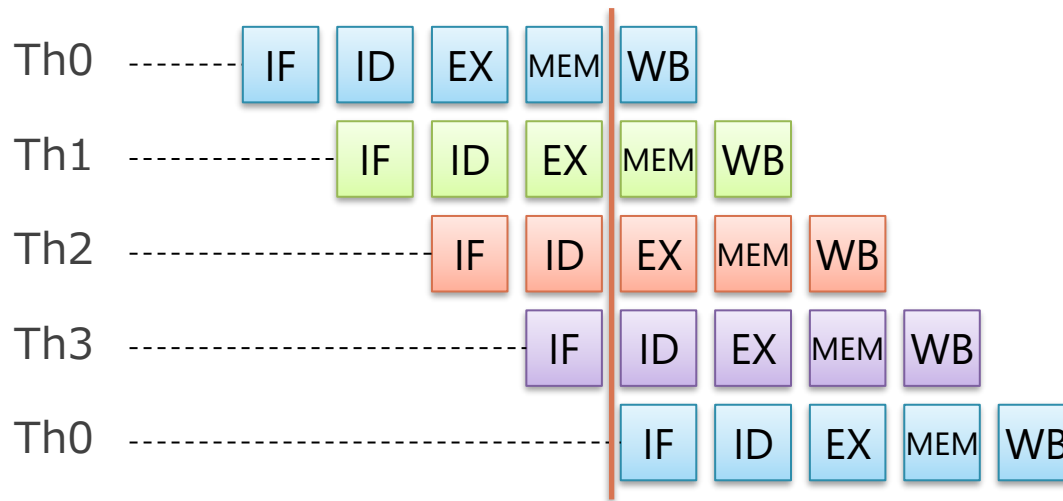 Th0 IF ID EX MEM WB
Th1 IF ID EX MEM WB
Th2 IF ID EX MEM WB
Th3 IF ID EX MEM WB
Th0 IF ID EX MEM WB